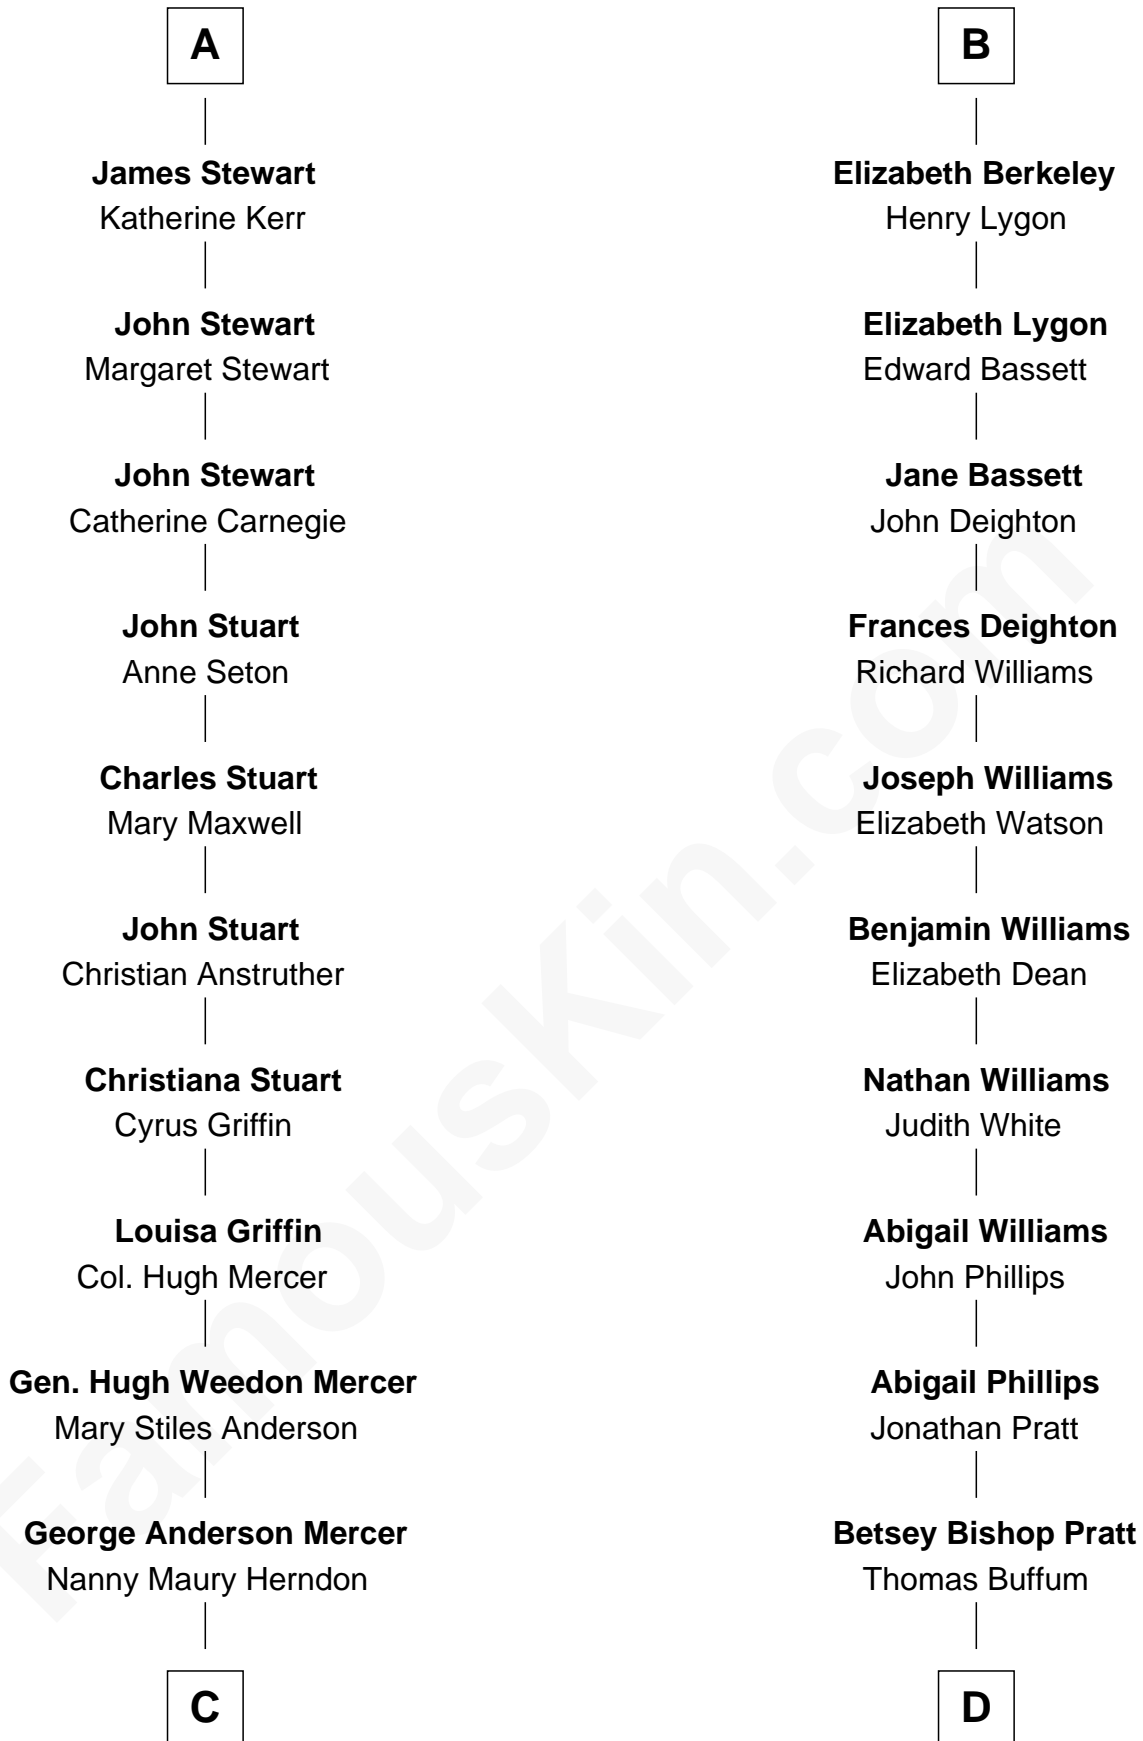 A
James Stewart
Katherine Kerr
John Stewart
Margaret Stewart
John Stewart
Catherine Carnegie
John Stuart
Anne Seton
Charles Stuart
Mary Maxwell
John Stuart
Christian Anstruther
Christiana Stuart
Cyrus Griffin
Louisa Griffin
Col. Hugh Mercer
Gen. Hugh Weedon Mercer
Mary Stiles Anderson
George Anderson Mercer
Nanny Maury Herndon
C
B
Elizabeth Berkeley
Henry Lygon
Elizabeth Lygon
Edward Bassett
Jane Bassett
John Deighton
Frances Deighton
Richard Williams
Joseph Williams
Elizabeth Watson
Benjamin Williams
Elizabeth Dean
Nathan Williams
Judith White
Abigail Williams
John Phillips
Abigail Phillips
Jonathan Pratt
Betsey Bishop Pratt
Thomas Buffum
D
FamousKin.com